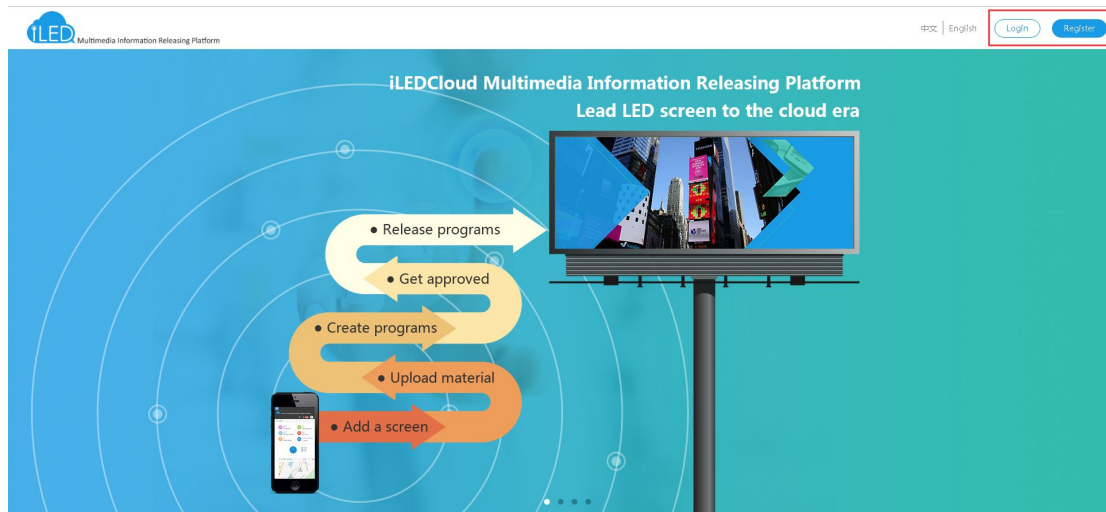 iLED
Multimedia Information Releasing Platform
中文 | English
Login
Register
iLEDCloud Multimedia Information Releasing Platform
Lead LED screen to the cloud era
● Release programs
● Get approved
● Create programs
● Upload material
● Add a screen